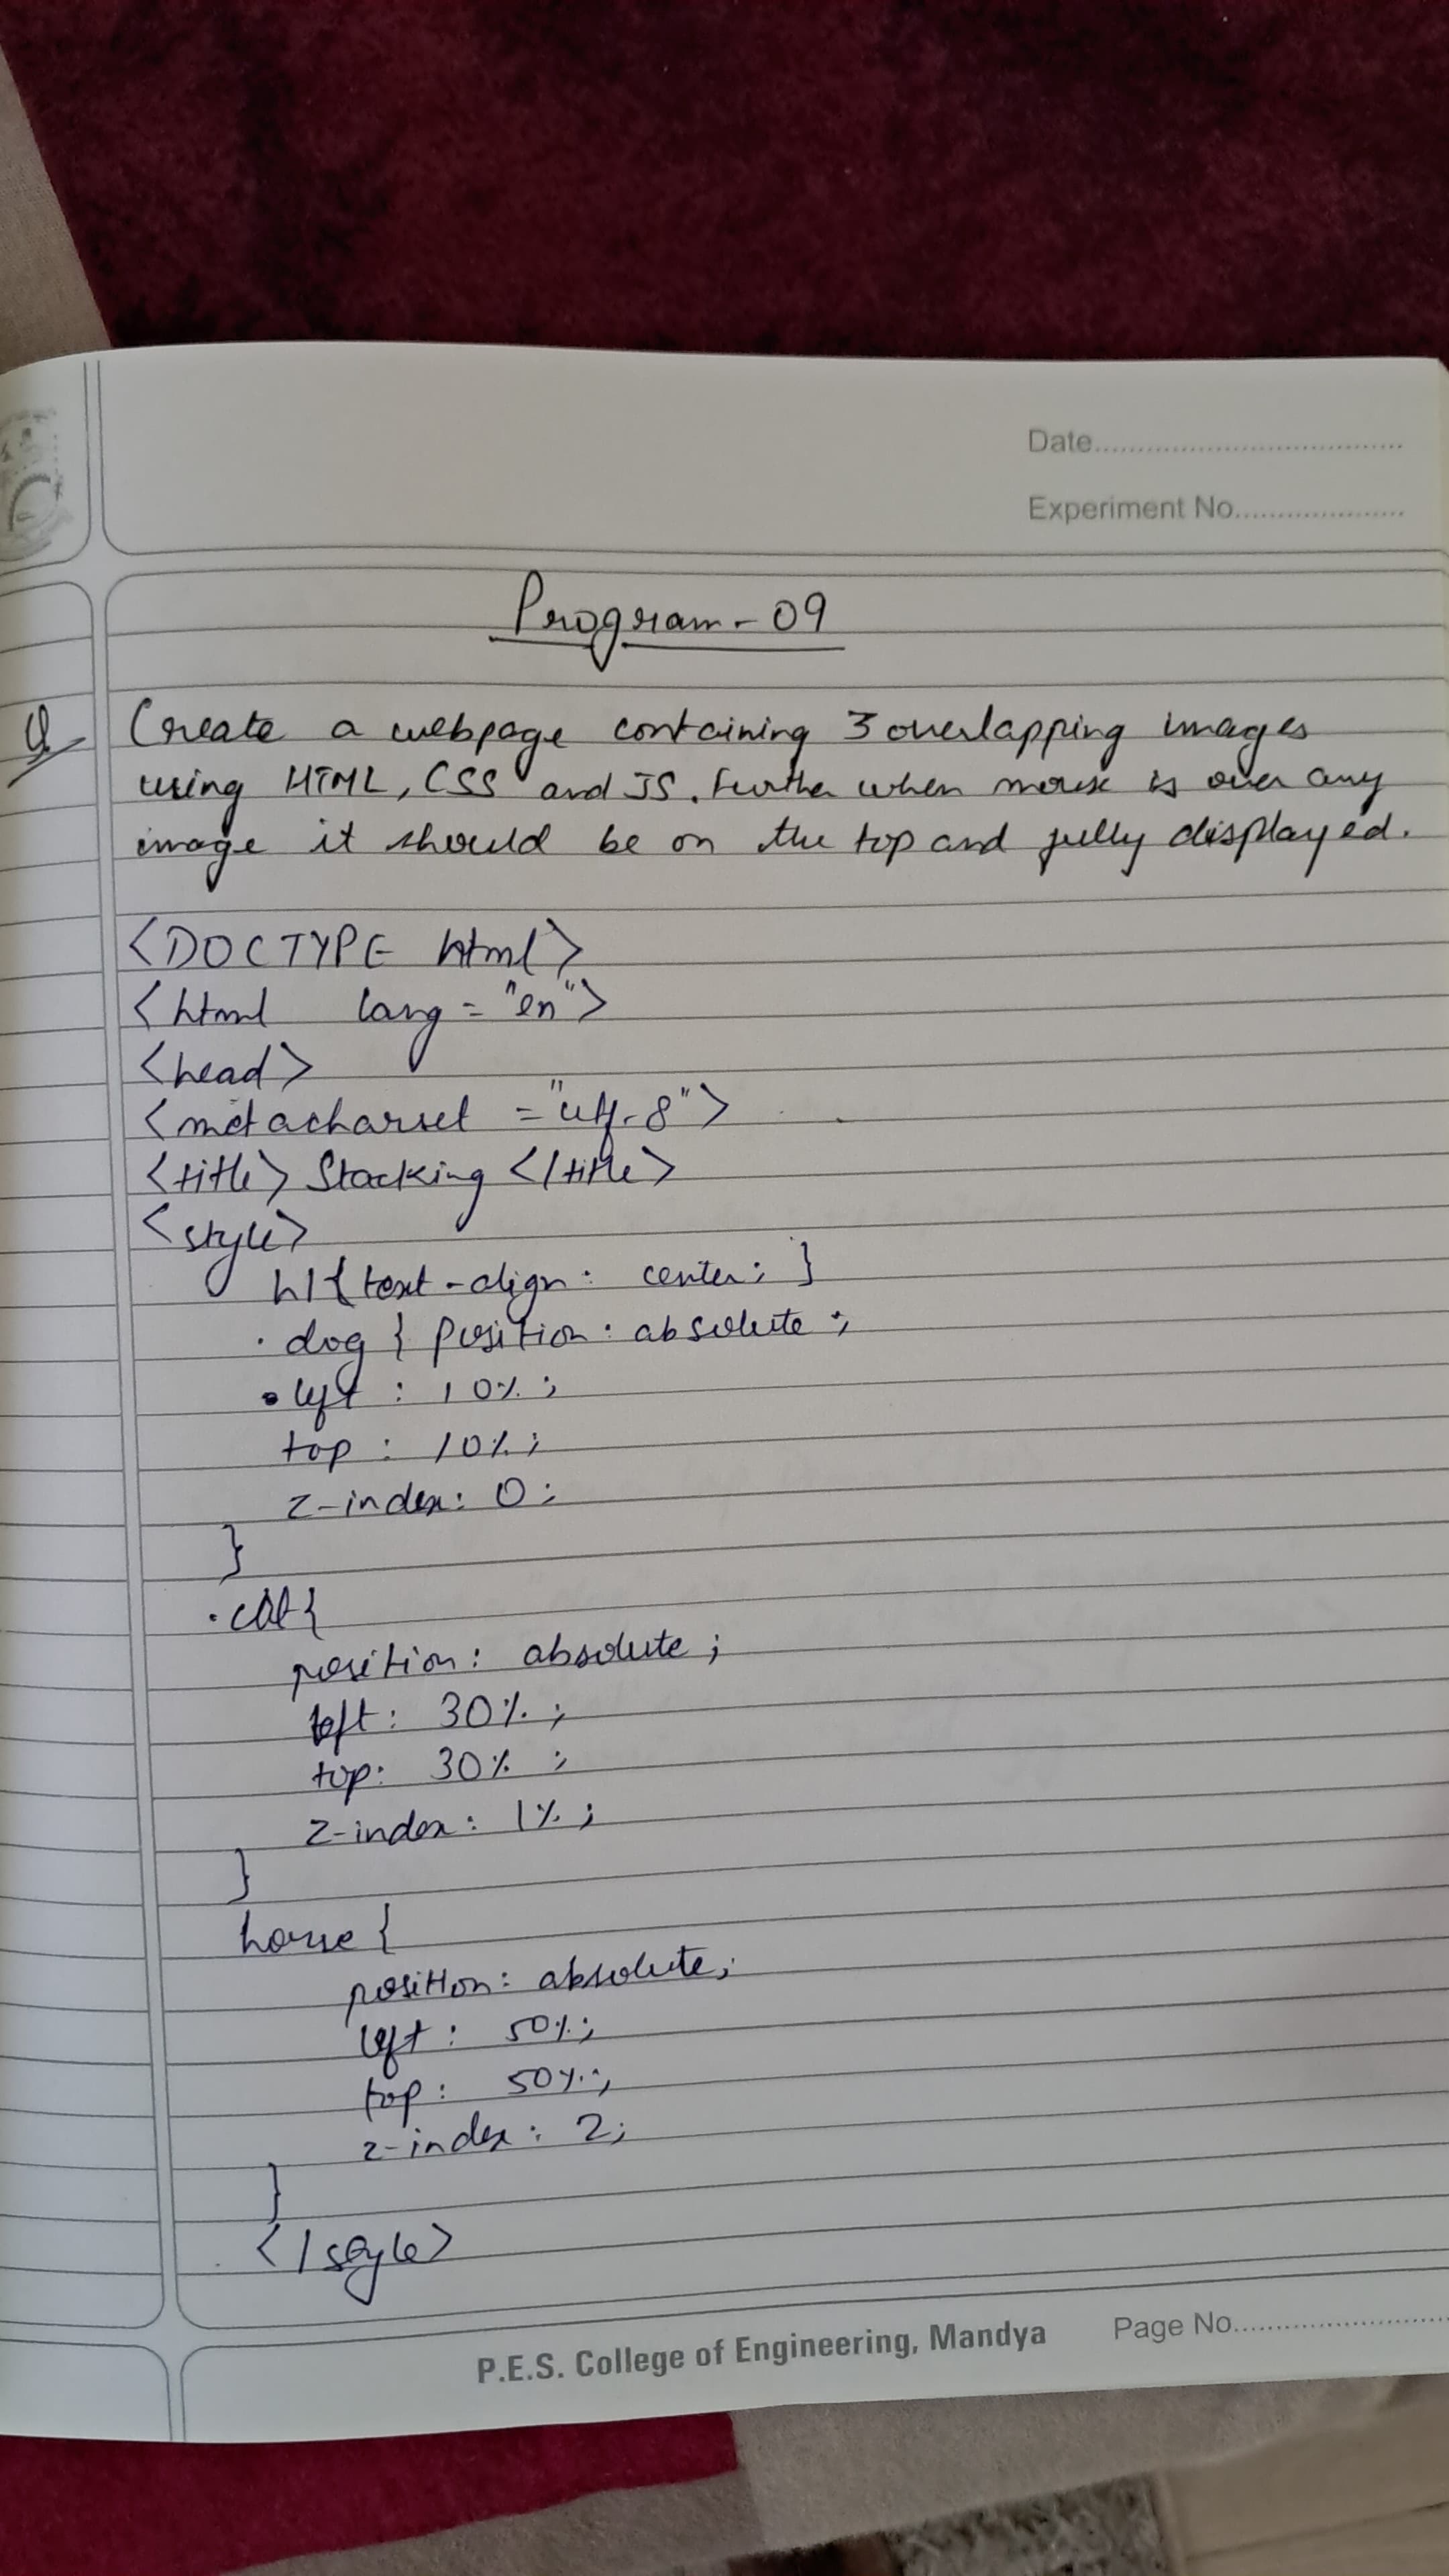 Date
Experiment No.
Program - 09
Q Create a webpage containing 3 overlapping images
using HTML, CSS and JS. Further when mouse is over any
image it should be on the top and fully displayed.
<DOCTYPE html>
<html lang = "en">
<head>
<metacharset = "utf-8">
<title> Stacking </title>
<style>
h1{text-align: center; }
.dog { position: absolute;
left : 10%;
top : 10%;
z-index: 0;
}
.cat{
position: absolute;
left: 30%;
top: 30%;
z-index: 1%;
}
horse {
position: absolute;
left: 50%;
top: 50%;
z-index: 2;
}
</style>
P.E.S. College of Engineering, Mandya
Page No.